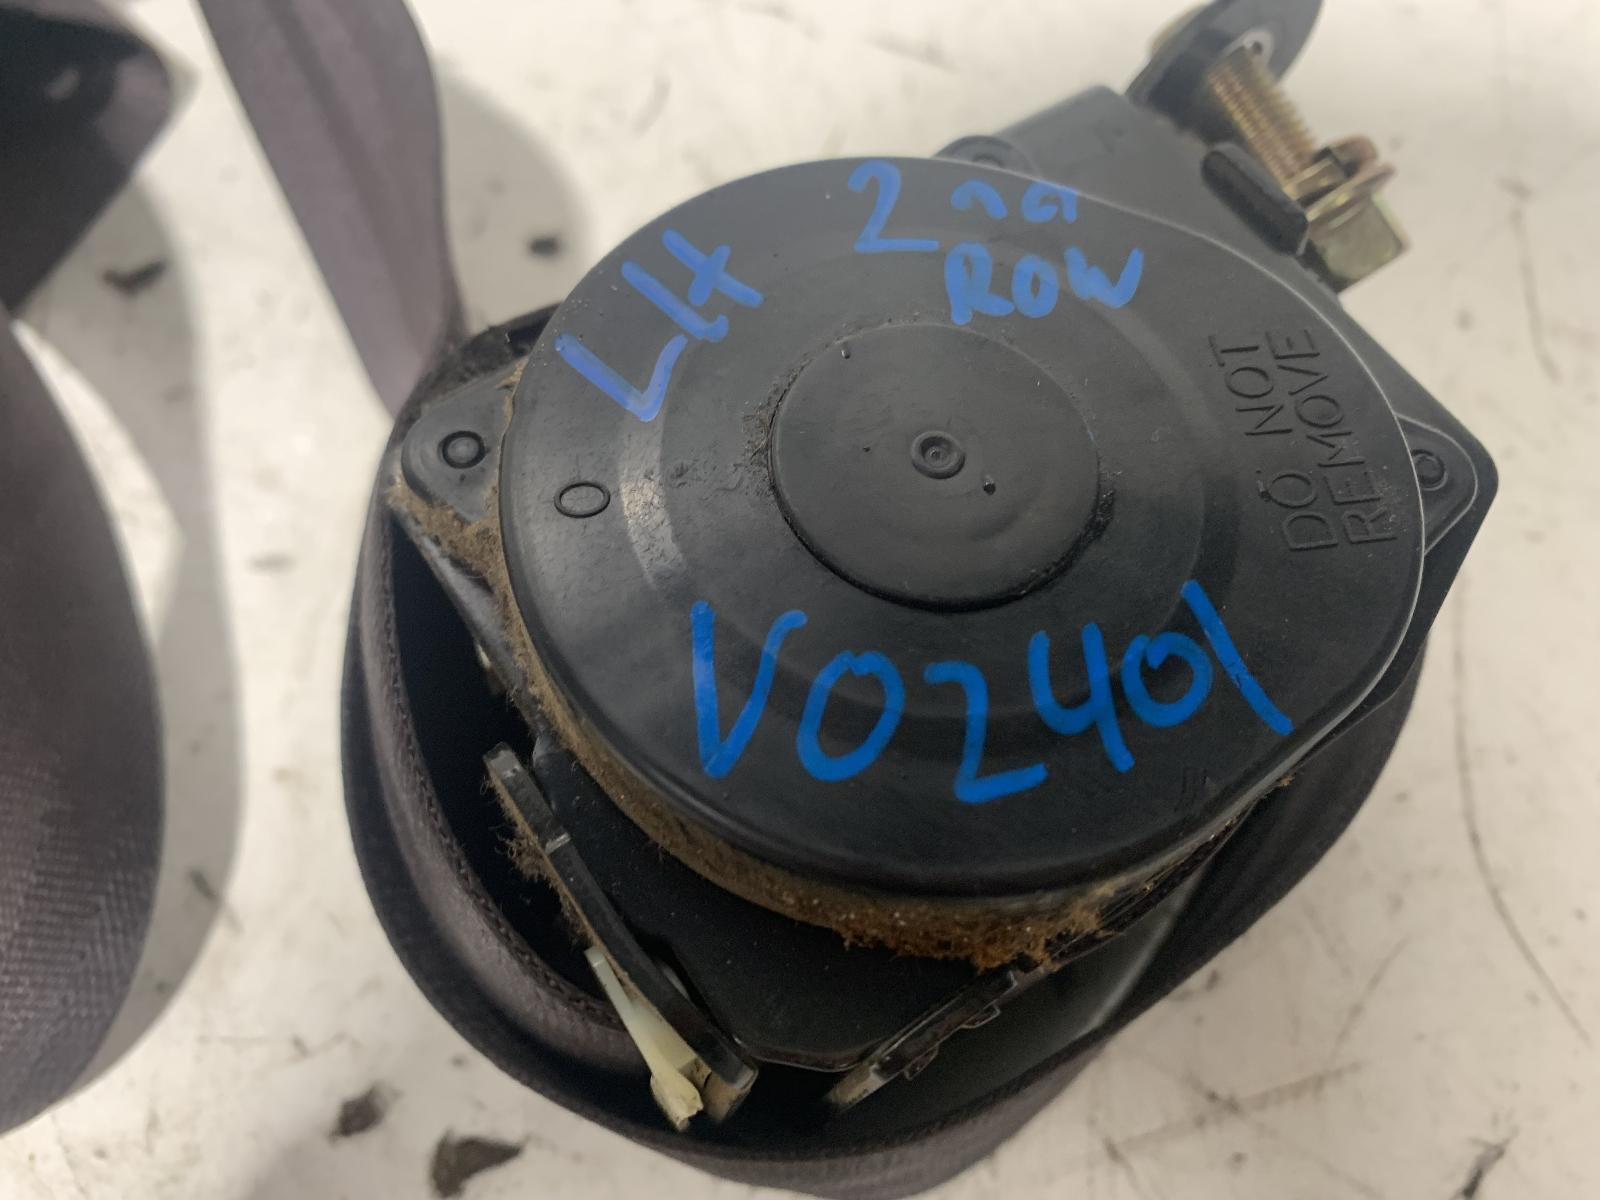 LH
2nd
ROW
DO NOT
REMOVE
V02401